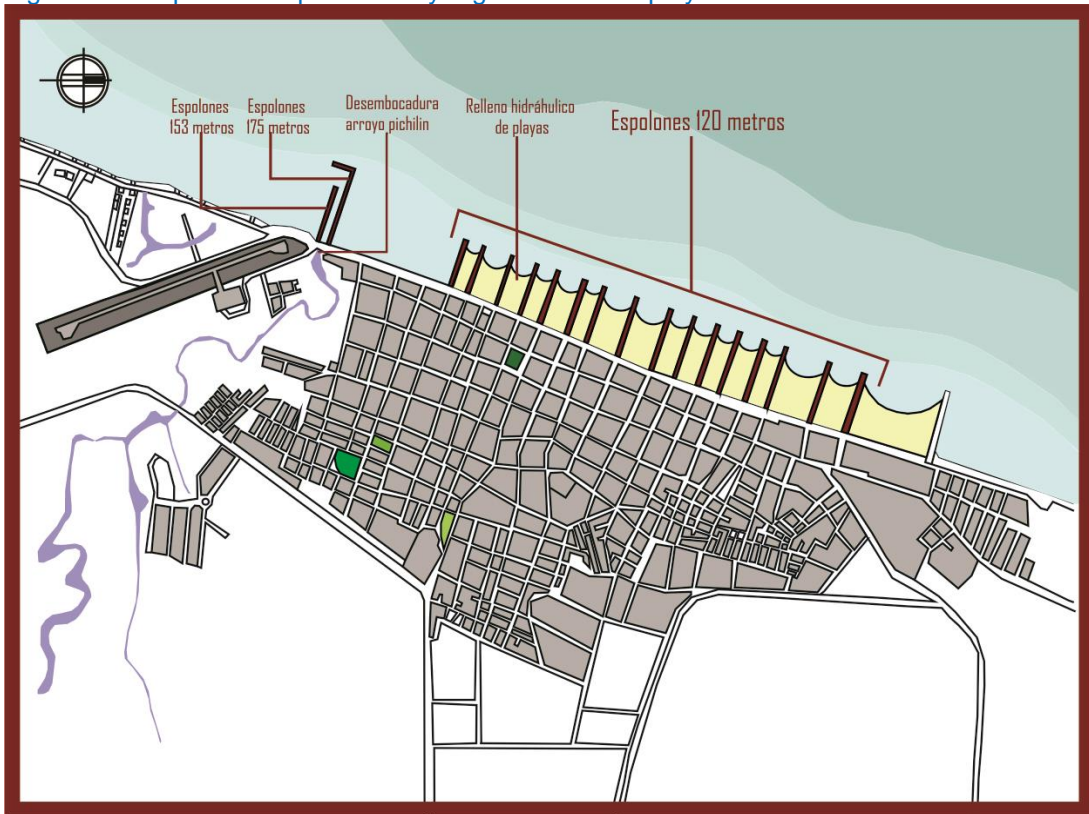 Espolones
153 metros
Espolones
175 metros
Desembocadura
arroyo pichilin
Relleno hidráhulico
de playas
Espolones 120 metros